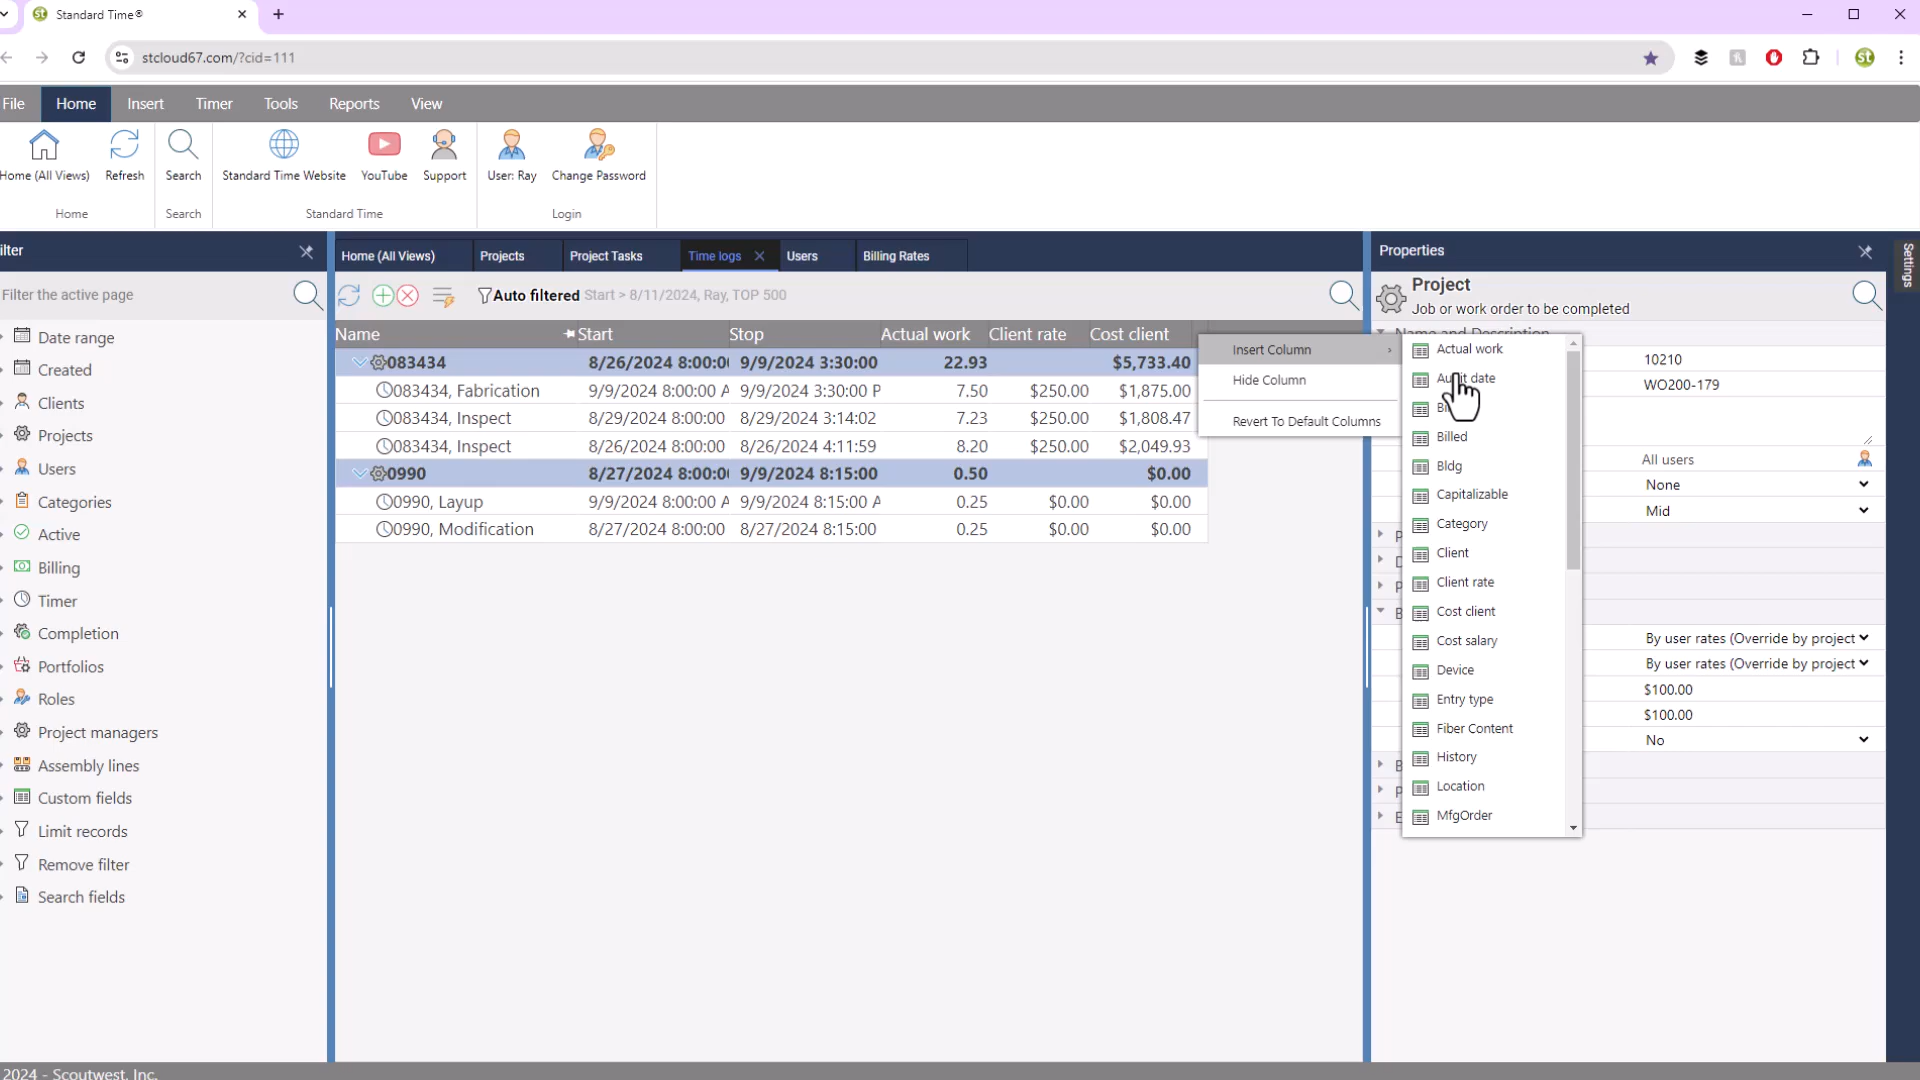 Standard Time®
stcloud67.com/?cid=111
File Home Insert Timer Tools Reports View
Home (All Views) Refresh Search Standard Time Website YouTube Support User: Ray Change Password
Home Search Standard Time Login
ilter
Filter the active page
Date range
Created
Clients
Projects
Users
Categories
Active
Billing
Timer
Completion
Portfolios
Roles
Project managers
Assembly lines
Custom fields
Limit records
Remove filter
Search fields
Home (All Views) Projects Project Tasks Time logs Users Billing Rates
Auto filtered Start > 8/11/2024, Ray, TOP 500
Name Start Stop Actual work Client rate Cost client
083434 8/26/2024 8:00:0 9/9/2024 3:30:00 22.93 $5,733.40
083434, Fabrication 9/9/2024 8:00:00 A 9/9/2024 3:30:00 P 7.50 $250.00 $1,875.00
083434, Inspect 8/29/2024 8:00:00 8/29/2024 3:14:02 7.23 $250.00 $1,808.47
083434, Inspect 8/26/2024 8:00:00 8/26/2024 4:11:59 8.20 $250.00 $2,049.93
0990 8/27/2024 8:00:0 9/9/2024 8:15:00 0.50 $0.00
0990, Layup 9/9/2024 8:00:00 A 9/9/2024 8:15:00 A 0.25 $0.00 $0.00
0990, Modification 8/27/2024 8:00:00 8/27/2024 8:15:00 0.25 $0.00 $0.00
Insert Column
Hide Column
Revert To Default Columns
Actual work
Audit date
Billed
Bldg
Capitalizable
Category
Client
Client rate
Cost client
Cost salary
Device
Entry type
Fiber Content
History
Location
MfgOrder
Properties
Project
Job or work order to be completed
Name and Description
10210
WO200-179
All users
None
Mid
By user rates (Override by project
By user rates (Override by project
$100.00
$100.00
No
Settings
2024 - Scoutwest, Inc.